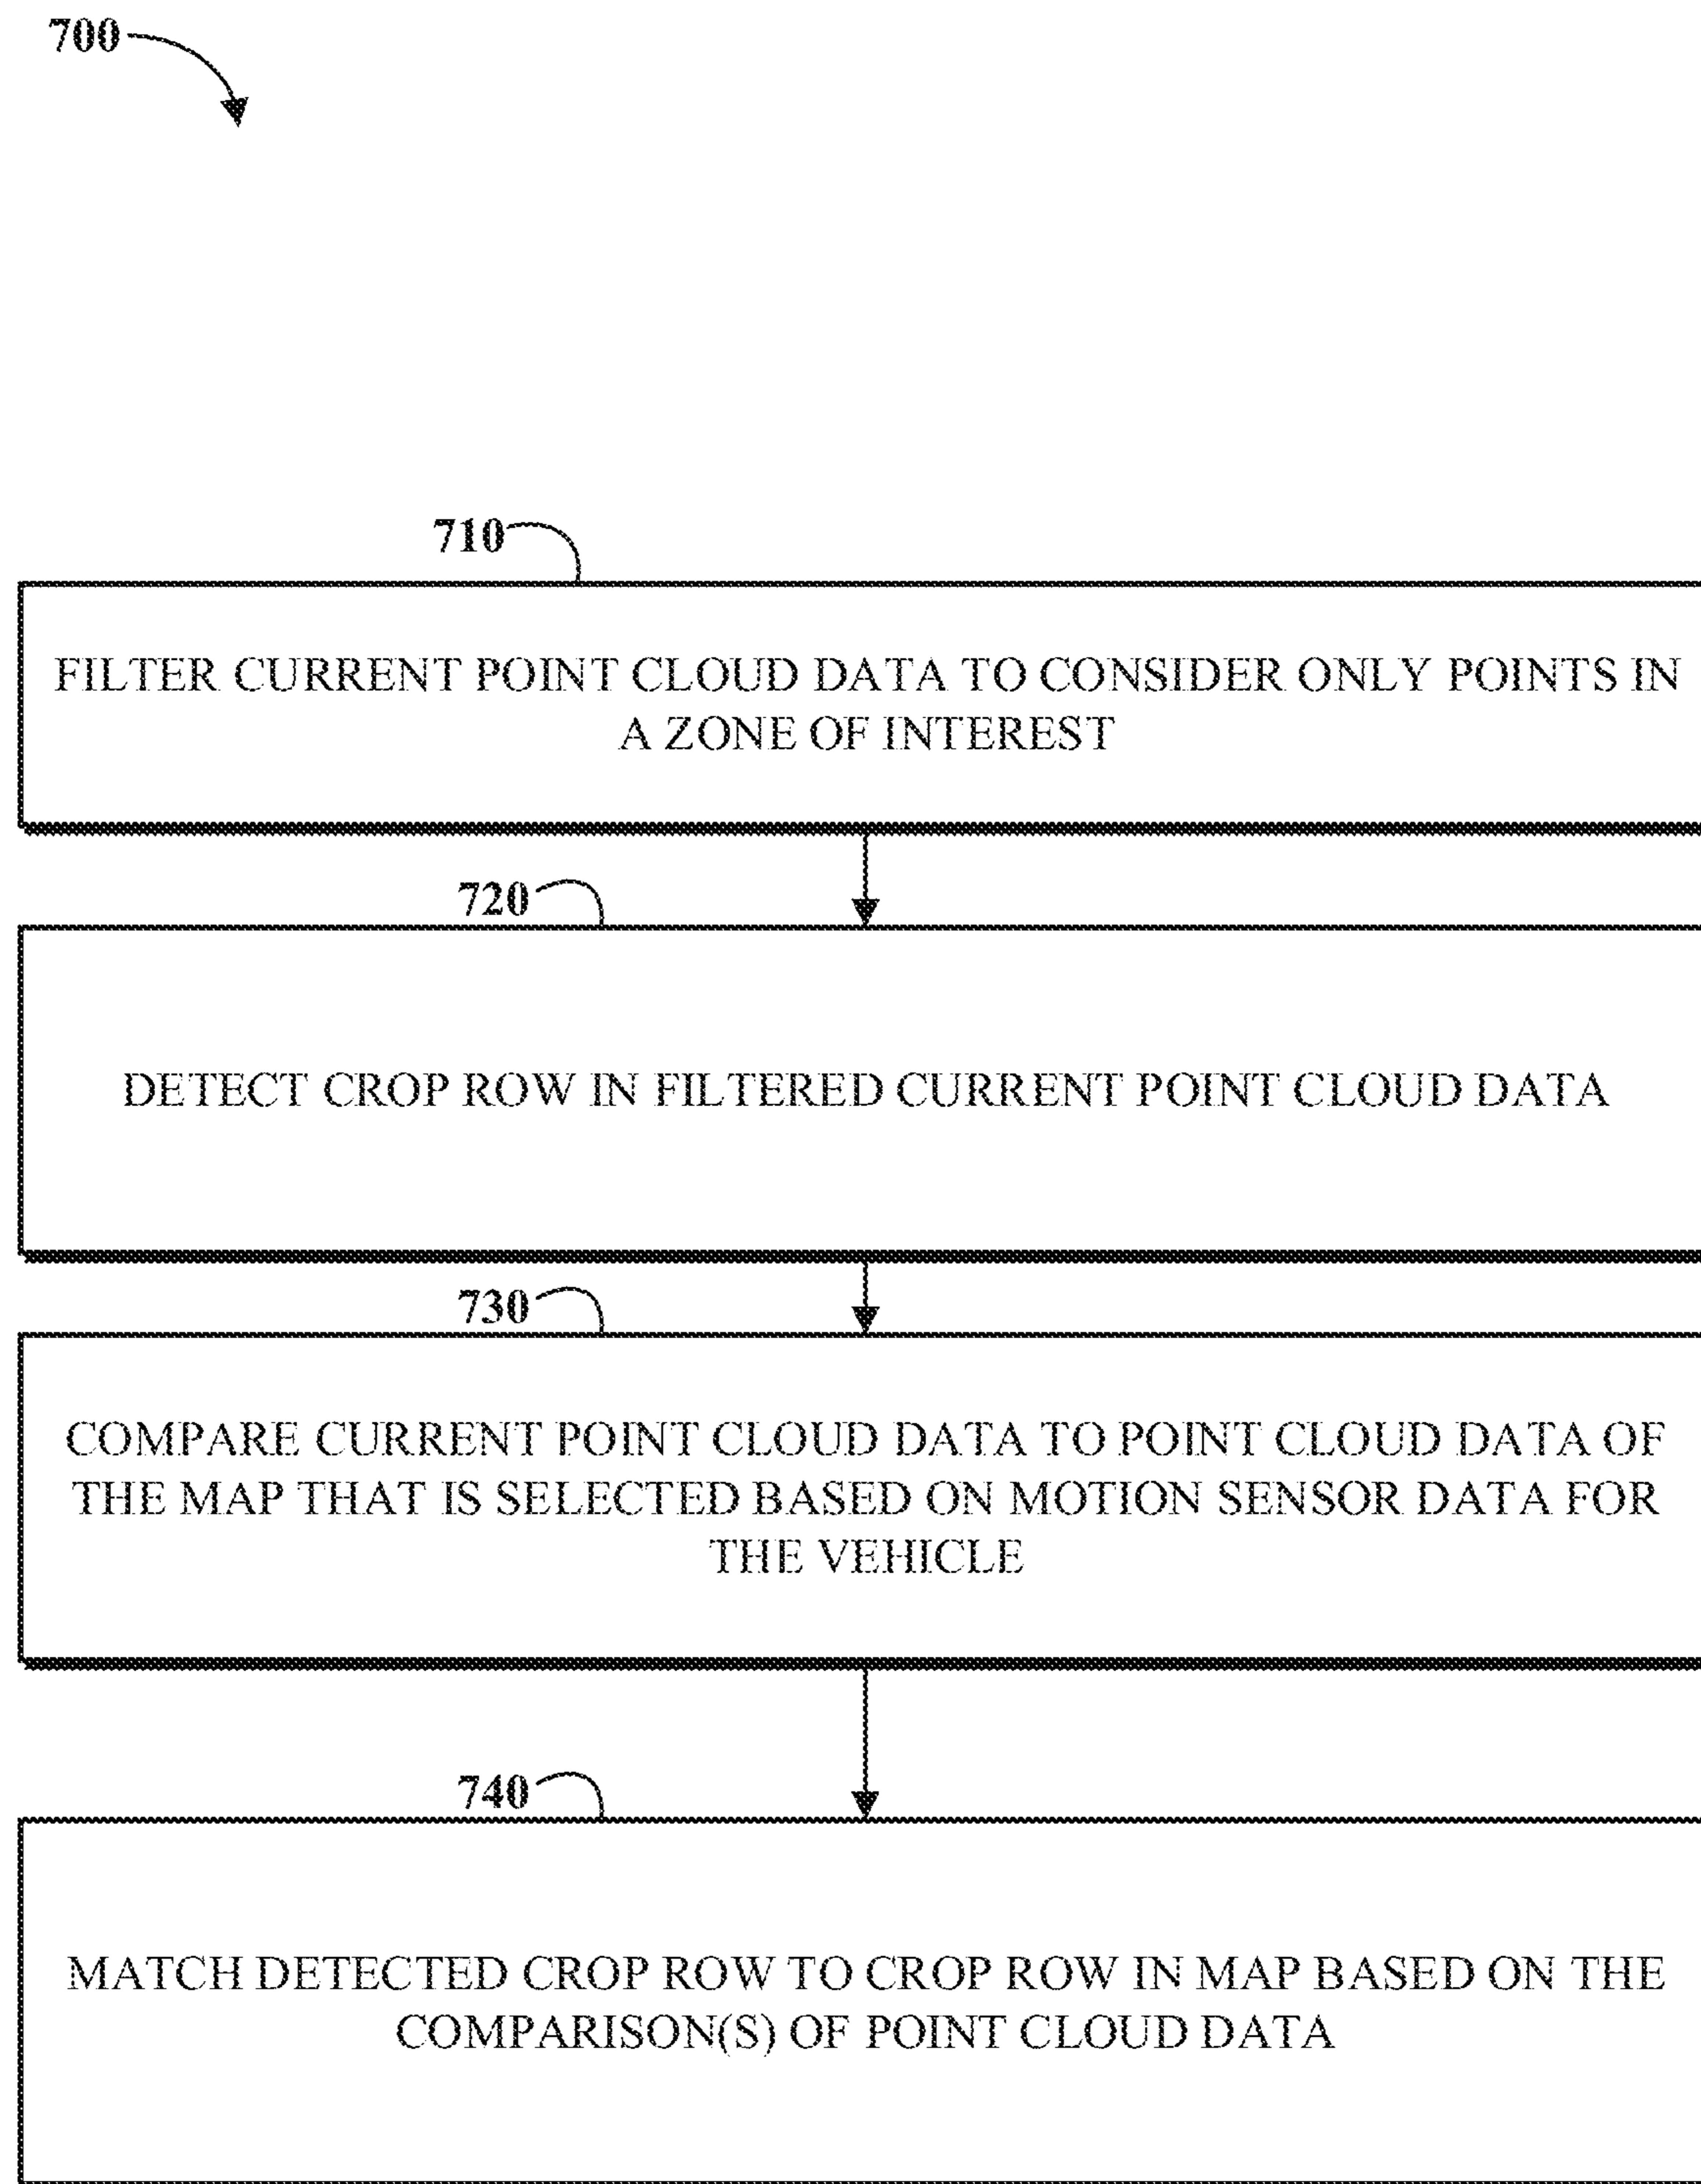 700
710
FILTER CURRENT POINT CLOUD DATA TO CONSIDER ONLY POINTS IN
A ZONE OF INTEREST
720
DETECT CROP ROW IN FILTERED CURRENT POINT CLOUD DATA
730
COMPARE CURRENT POINT CLOUD DATA TO POINT CLOUD DATA OF
THE MAP THAT IS SELECTED BASED ON MOTION SENSOR DATA FOR
THE VEHICLE
740
MATCH DETECTED CROP ROW TO CROP ROW IN MAP BASED ON THE
COMPARISON(S) OF POINT CLOUD DATA